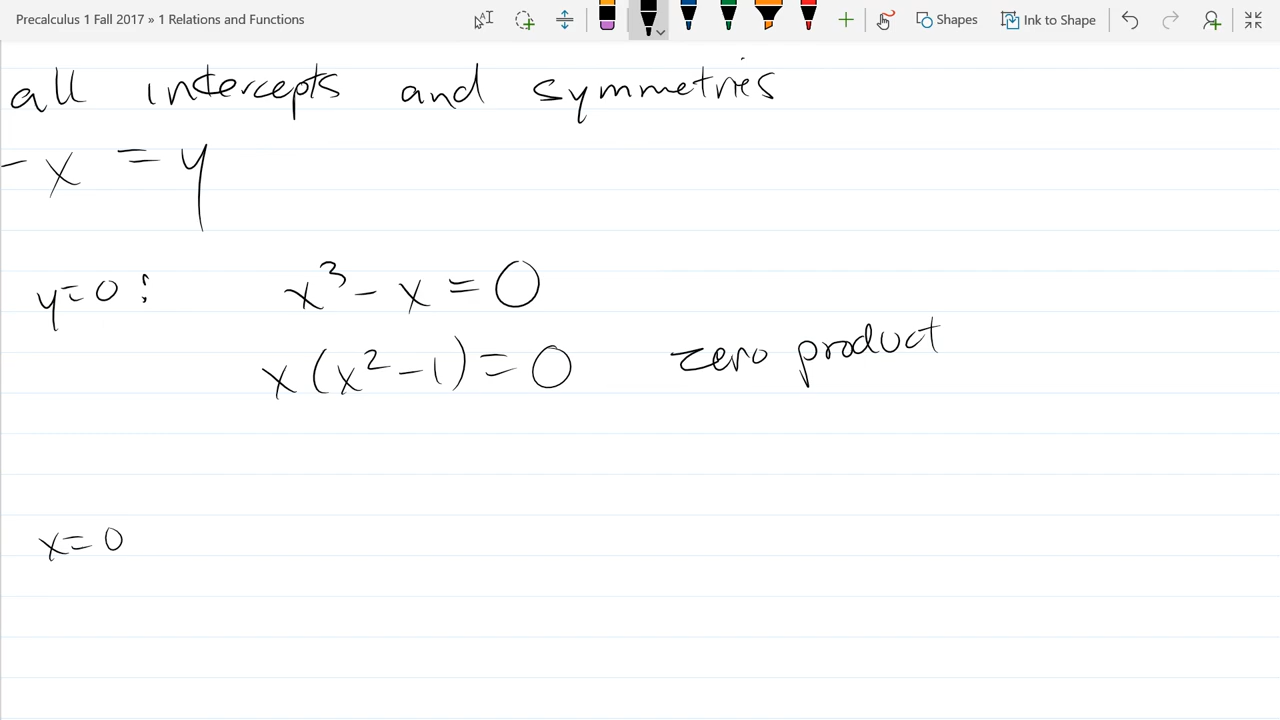 Precalculus 1 Fall 2017 » 1 Relations and Functions
Shapes
Ink to Shape
all intercepts and symmetries
- x = y
y=0: x³ - x = 0
x(x² - 1) = 0 zero product
x=0